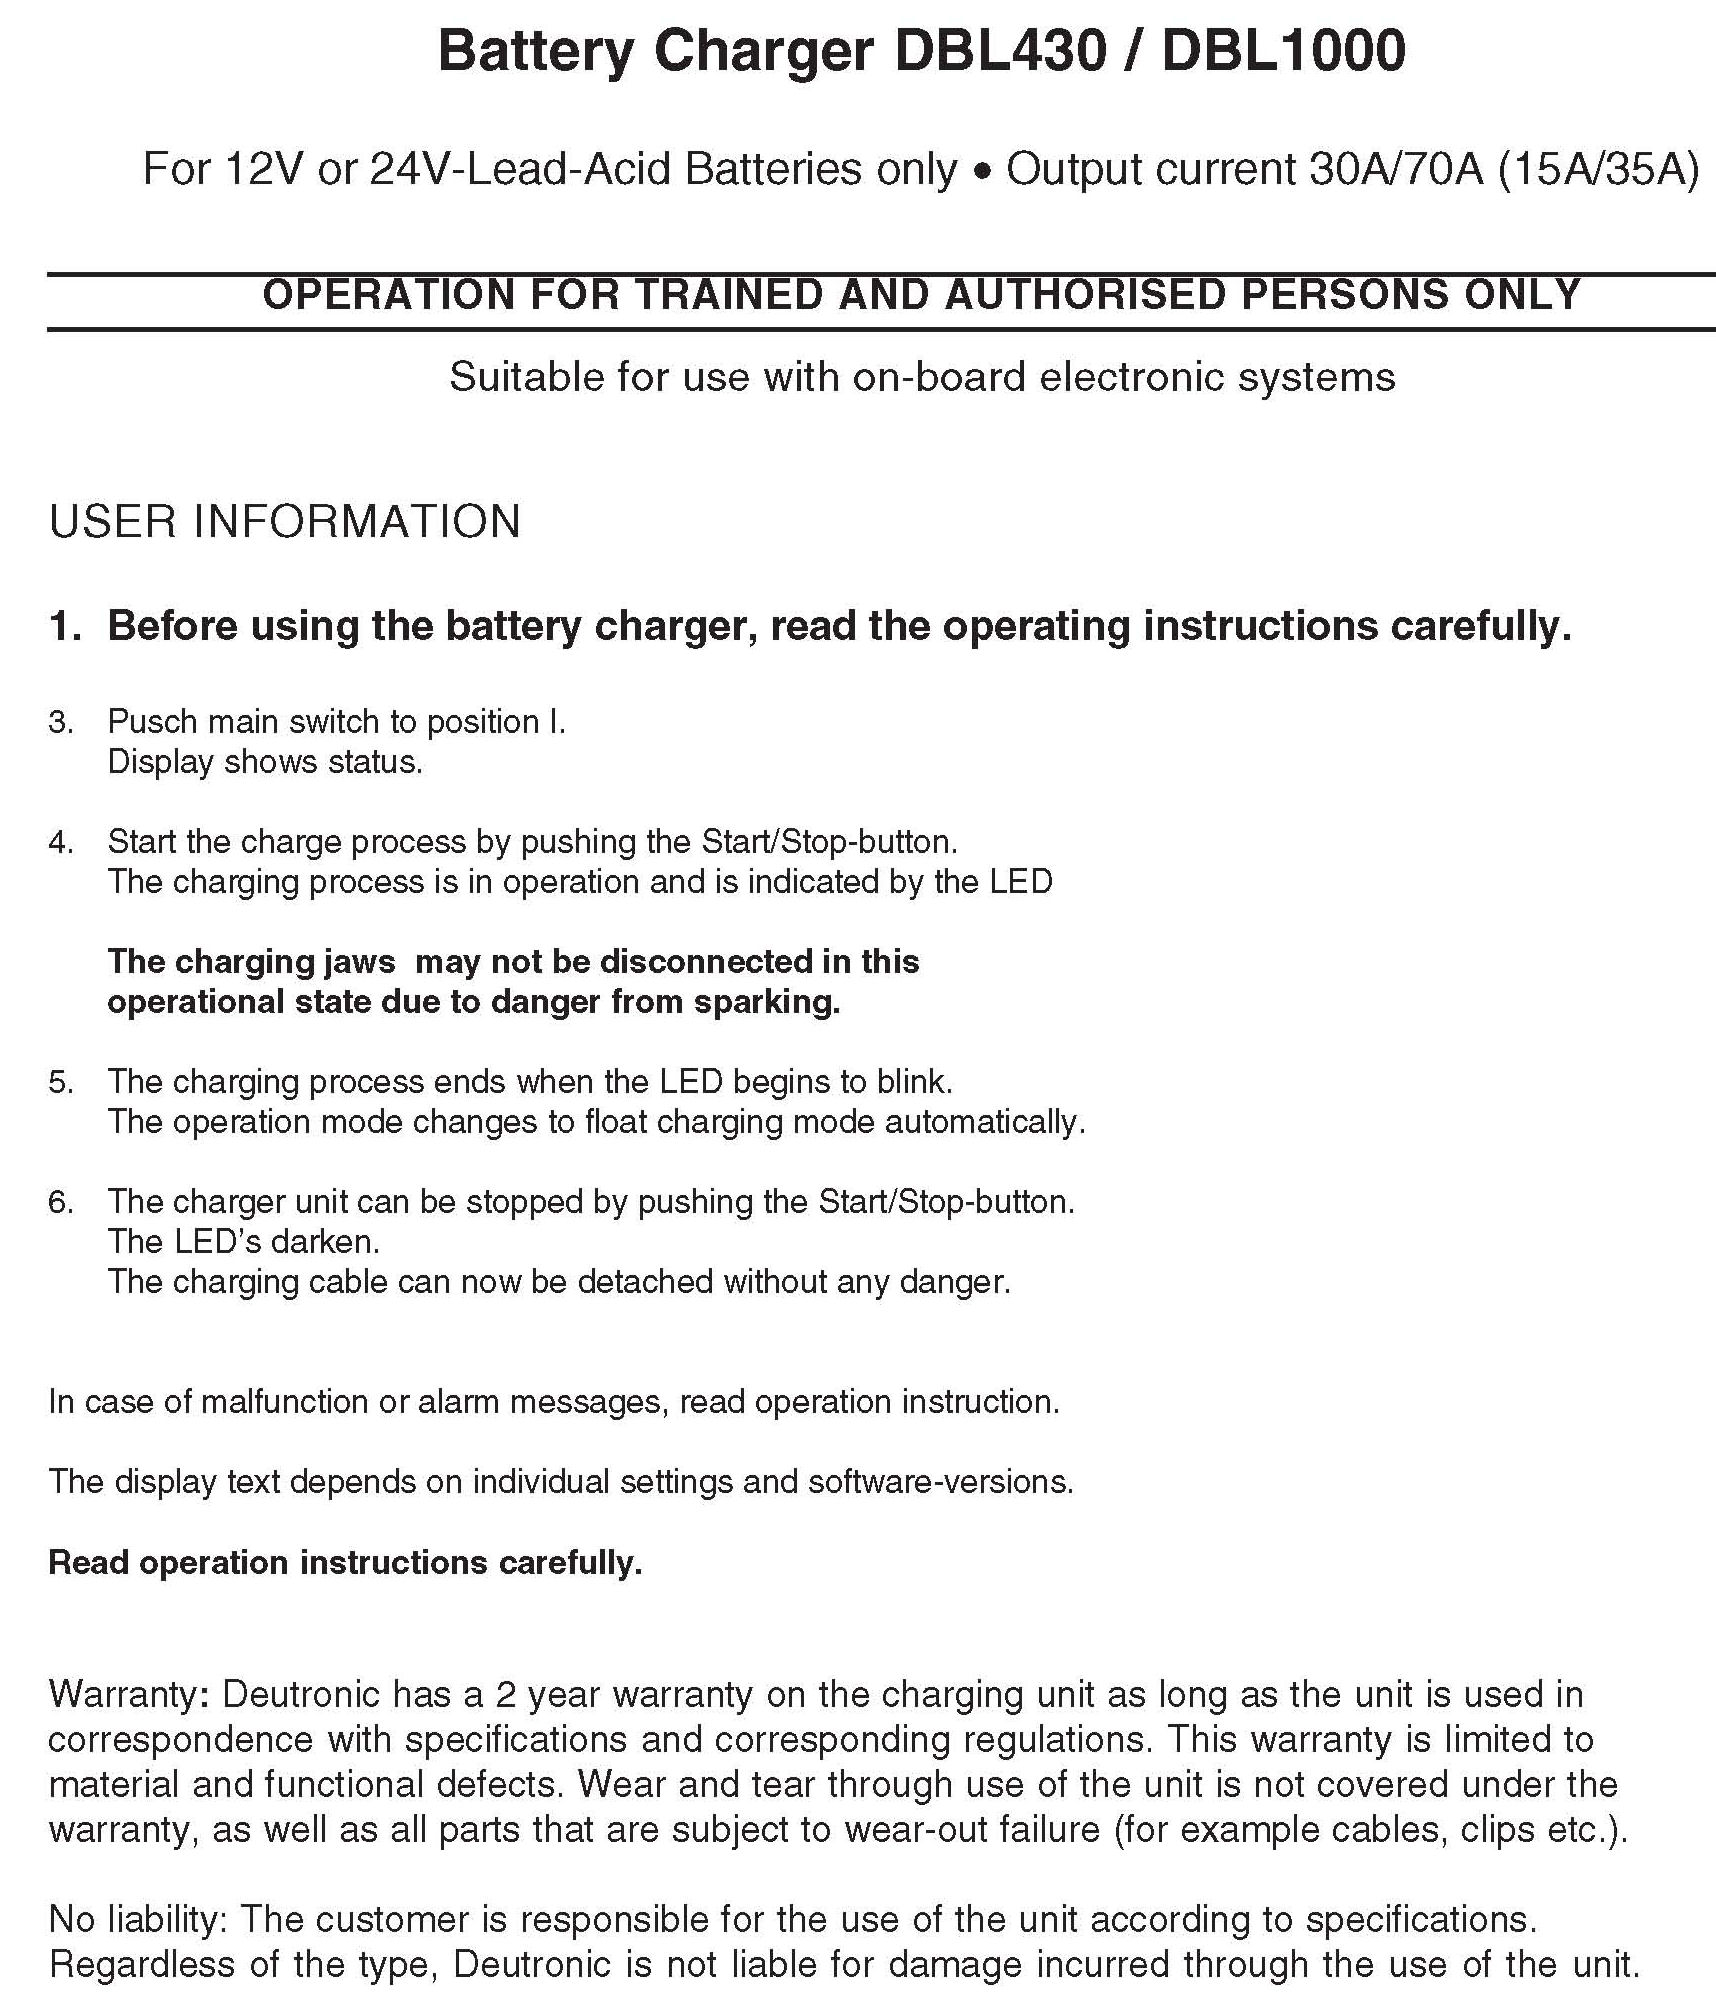 Battery Charger DBL430 / DBL1000
For 12V or 24V-Lead-Acid Batteries only • Output current 30A/70A (15A/35A)
OPERATION FOR TRAINED AND AUTHORISED PERSONS ONLY
Suitable for use with on-board electronic systems
USER INFORMATION
1. Before using the battery charger, read the operating instructions carefully.
3. Pusch main switch to position I.
Display shows status.
4. Start the charge process by pushing the Start/Stop-button.
The charging process is in operation and is indicated by the LED
The charging jaws may not be disconnected in this
operational state due to danger from sparking.
5. The charging process ends when the LED begins to blink.
The operation mode changes to float charging mode automatically.
6. The charger unit can be stopped by pushing the Start/Stop-button.
The LED's darken.
The charging cable can now be detached without any danger.
In case of malfunction or alarm messages, read operation instruction.
The display text depends on individual settings and software-versions.
Read operation instructions carefully.
Warranty: Deutronic has a 2 year warranty on the charging unit as long as the unit is used in
correspondence with specifications and corresponding regulations. This warranty is limited to
material and functional defects. Wear and tear through use of the unit is not covered under the
warranty, as well as all parts that are subject to wear-out failure (for example cables, clips etc.).
No liability: The customer is responsible for the use of the unit according to specifications.
Regardless of the type, Deutronic is not liable for damage incurred through the use of the unit.